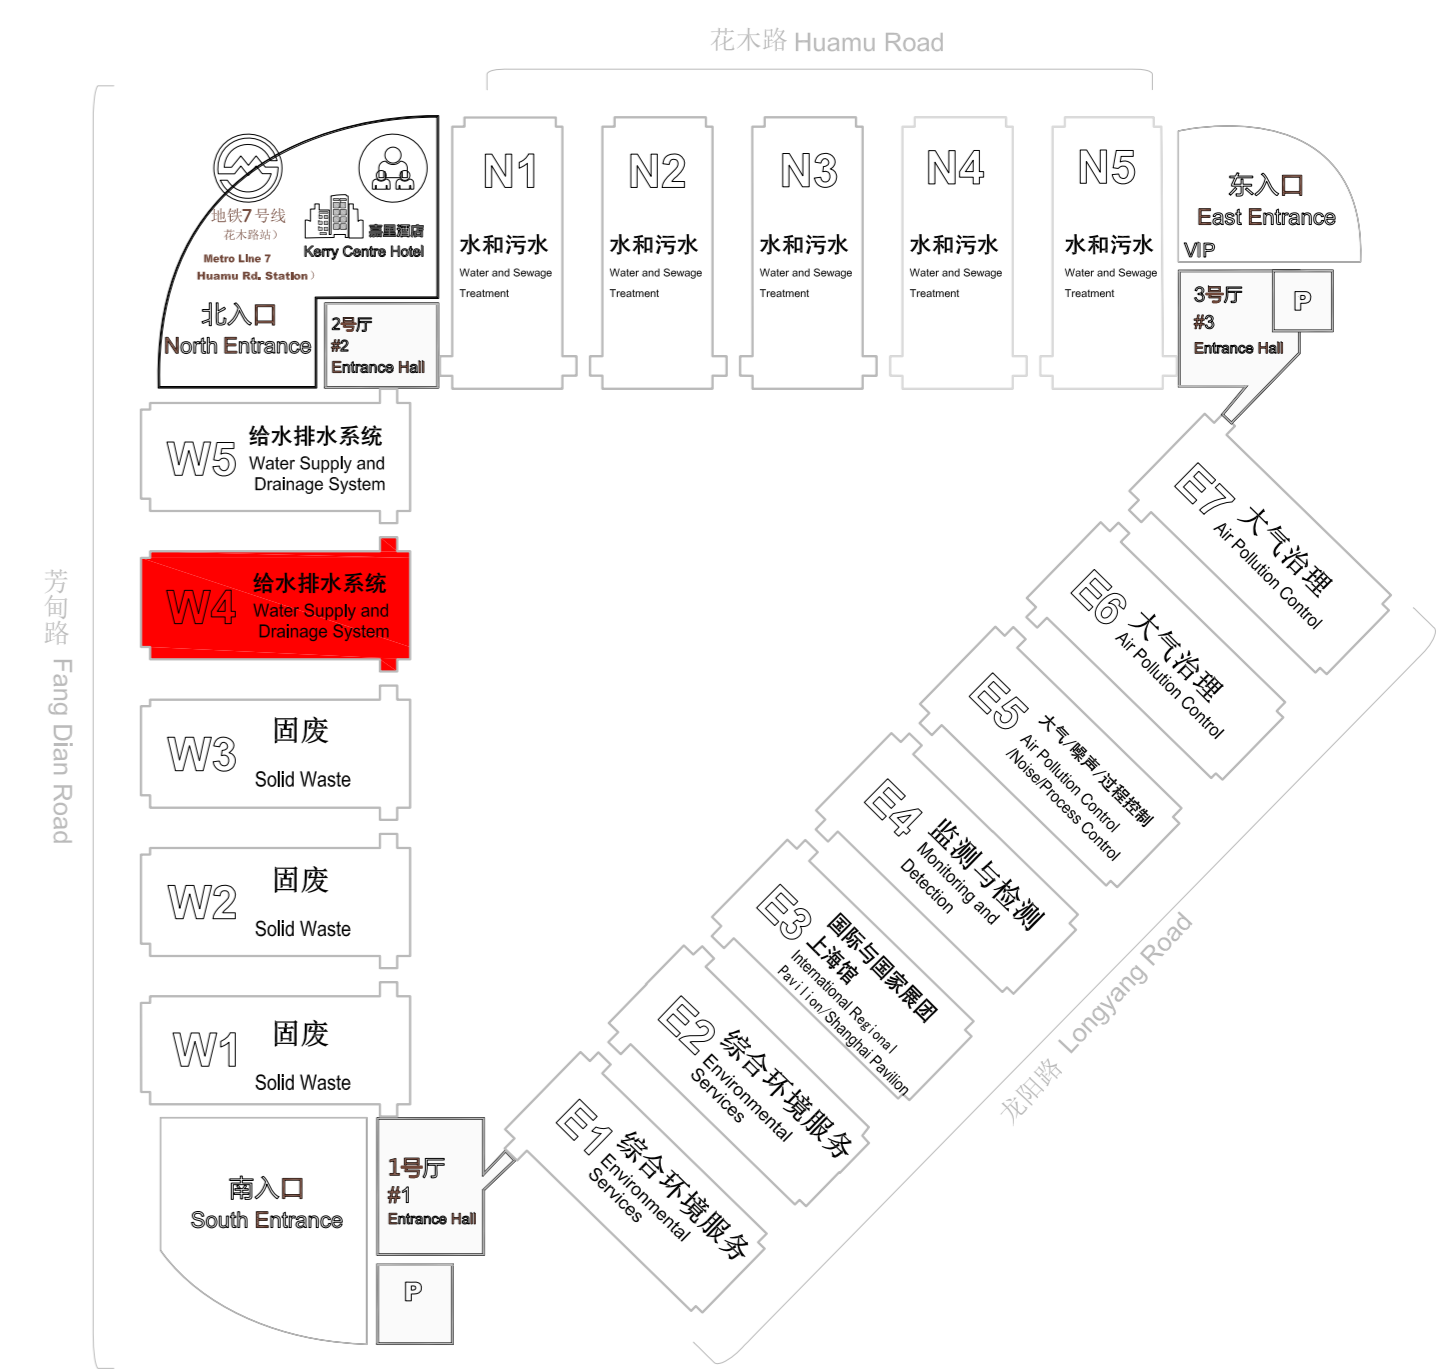 花木路 Huamu Road
地铁7号线
花木路站）
Metro Line 7
Huamu Rd. Station）
嘉里酒店
Kerry Centre Hotel
北入口
North Entrance
2号厅
#2
Entrance Hall
N1
水和污水
Water and Sewage
Treatment
N2
水和污水
Water and Sewage
Treatment
N3
水和污水
Water and Sewage
Treatment
N4
水和污水
Water and Sewage
Treatment
N5
水和污水
Water and Sewage
Treatment
东入口
East Entrance
VIP
3号厅
#3
Entrance Hall
P
W5
给水排水系统
Water Supply and
Drainage System
W4
给水排水系统
Water Supply and
Drainage System
W3
固废
Solid Waste
W2
固废
Solid Waste
W1
固废
Solid Waste
芳甸路 Fang Dian Road
南入口
South Entrance
1号厅
#1
Entrance Hall
P
E7
大气治理
Air Pollution Control
E6
大气治理
Air Pollution Control
E5
大气/噪声/过程控制
Air Pollution Control
/Noise/Process Control
E4
监测与检测
Monitoring and
Detection
E3
国际与国家展团
上海馆
International Regional
Pavilion/Shanghai Pavilion
E2
综合环境服务
Environmental
Services
E1
综合环境服务
Environmental
Services
龙阳路 Longyang Road